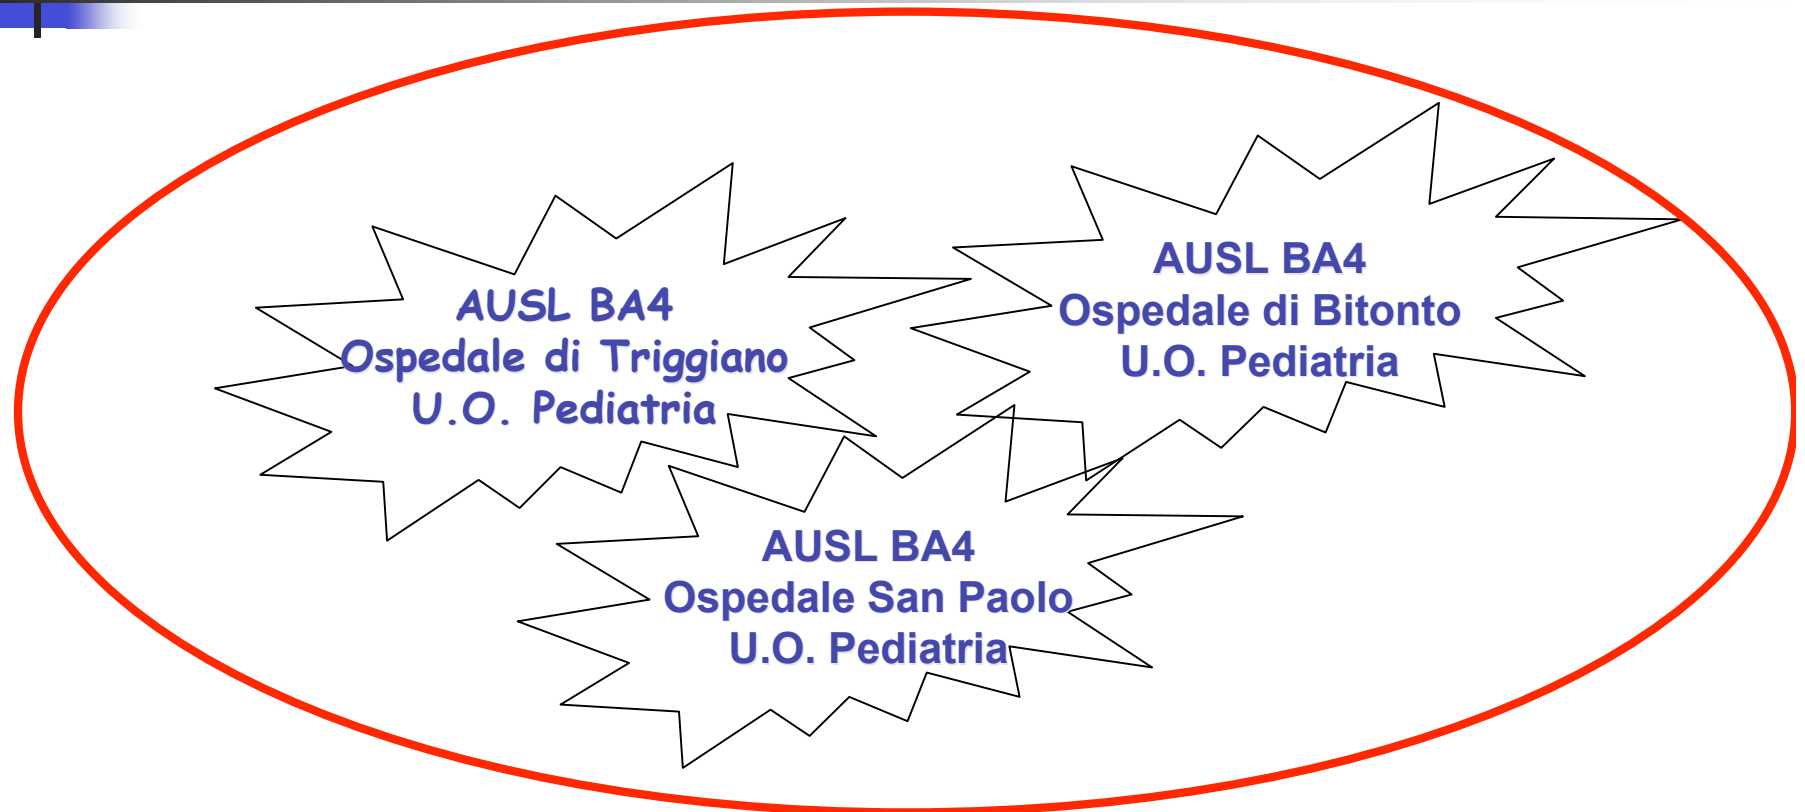 AUSL BA4
Ospedale di Triggiano
U.O. Pediatria
AUSL BA4
Ospedale di Bitonto
U.O. Pediatria
AUSL BA4
Ospedale San Paolo
U.O. Pediatria